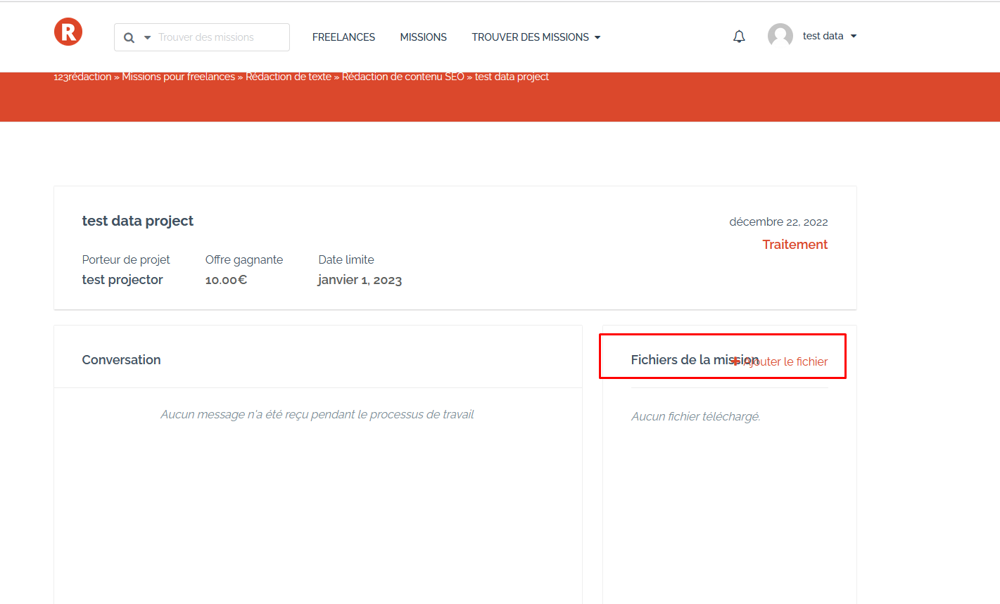 R
Trouver des missions
FREELANCES
MISSIONS
TROUVER DES MISSIONS
test data
123rédaction » Missions pour freelances » Rédaction de texte » Rédaction de contenu SEO » test data project
test data project
décembre 22, 2022
Traitement
Porteur de projet
Offre gagnante
Date limite
test projector
10.00€
janvier 1, 2023
Conversation
Fichiers de la mission
+ Ajouter le fichier
Aucun message n'a été reçu pendant le processus de travail
Aucun fichier téléchargé.